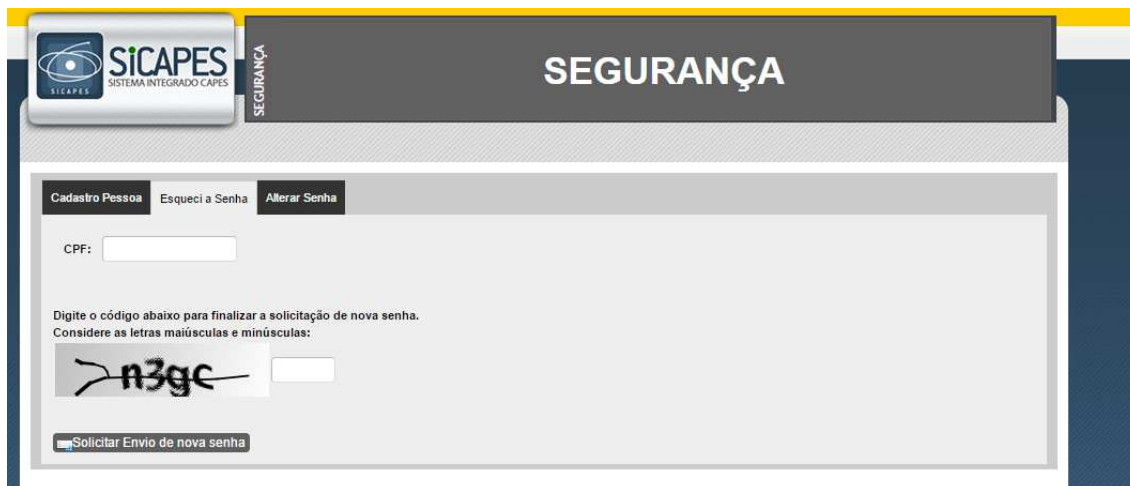 SiCAPES
SISTEMA INTEGRADO CAPES
SICAPES
SEGURANÇA
SEGURANÇA
Cadastro Pessoa
Esqueci a Senha
Alterar Senha
CPF:
Digite o código abaixo para finalizar a solicitação de nova senha.
Considere as letras maiúsculas e minúsculas:
n3gc
Solicitar Envio de nova senha